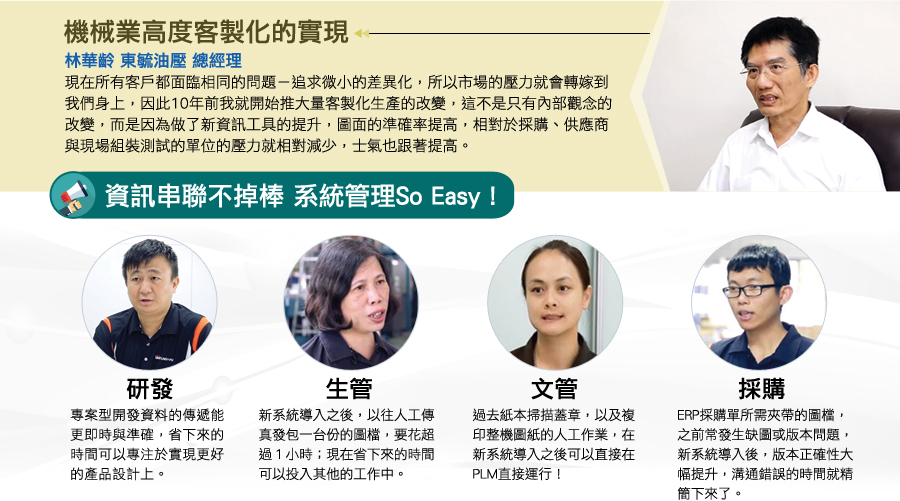 機械業高度客製化的實現
林華齡 東毓油壓 總經理
現在所有客戶都面臨相同的問題－追求微小的差異化，所以市場的壓力就會轉嫁到
我們身上，因此10年前我就開始推大量客製化生產的改變，這不是只有內部觀念的
改變，而是因為做了新資訊工具的提升，圖面的準確率提高，相對於採購、供應商
與現場組裝測試的單位的壓力就相對減少，士氣也跟著提高。
資訊串聯不掉棒 系統管理So Easy！
研發
專案型開發資料的傳遞能
更即時與準確，省下來的
時間可以專注於實現更好
的產品設計上。
生管
新系統導入之後，以往人工傳
真發包一台份的圖檔，要花超
過１小時；現在省下來的時間
可以投入其他的工作中。
文管
過去紙本掃描蓋章，以及複
印整機圖紙的人工作業，在
新系統導入之後可以直接在
PLM直接運行！
採購
ERP採購單所需夾帶的圖檔，
之前常發生缺圖或版本問題，
新系統導入後，版本正確性大
幅提升，溝通錯誤的時間就精
簡下來了。